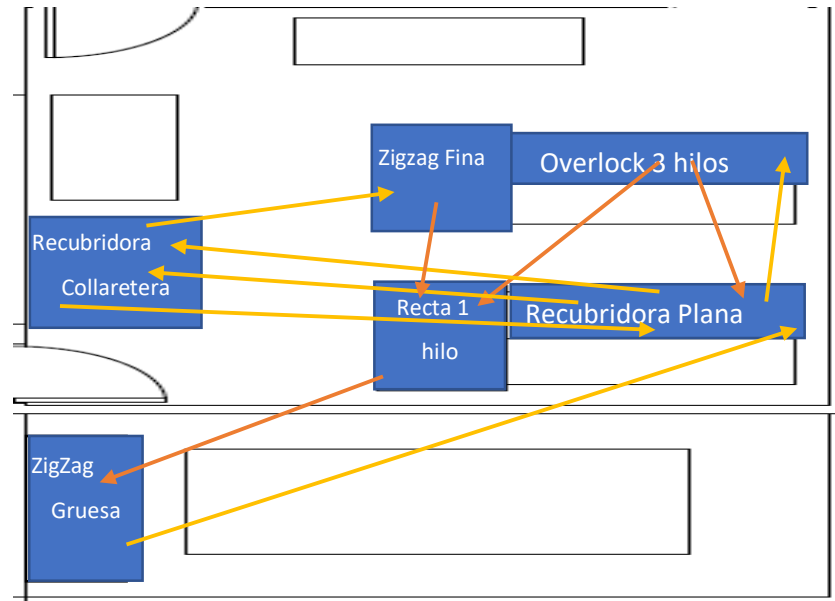 Zigzag Fina
Overlock 3 hilos
Recubridora
Collaretera
Recta 1
hilo
Recubridora Plana
ZigZag
Gruesa